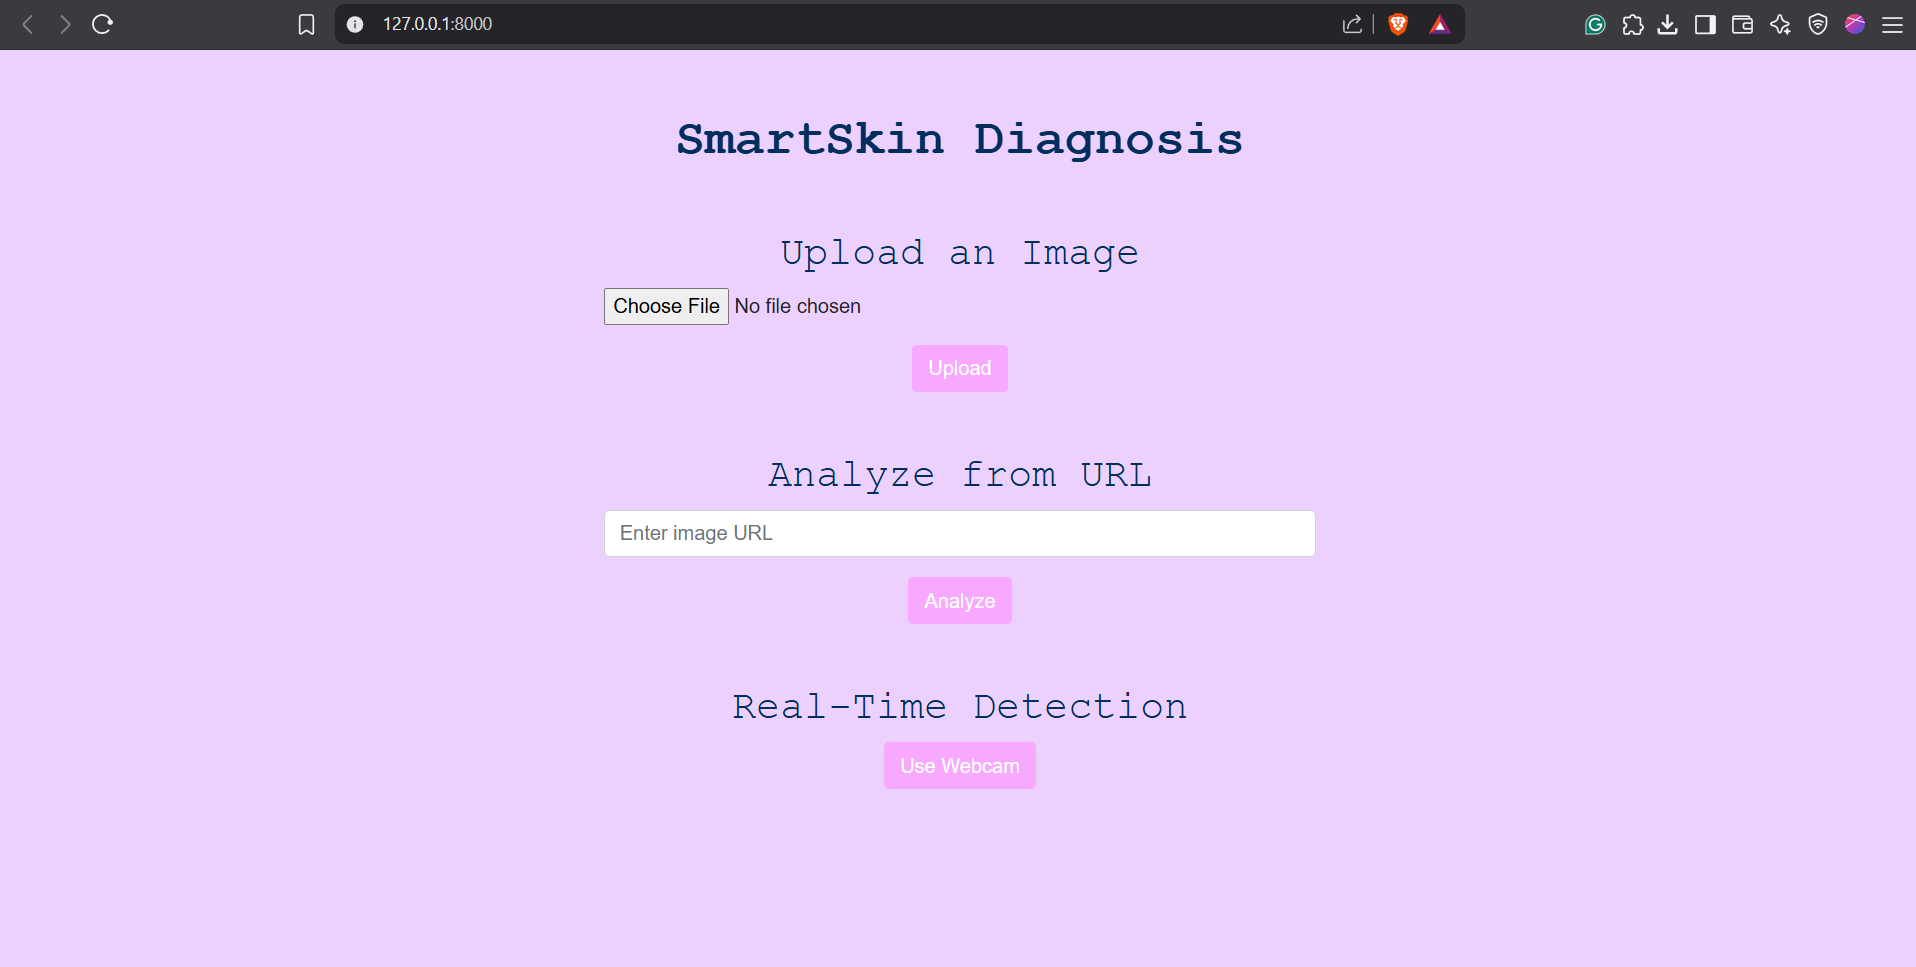 127.0.0.1:8000
SmartSkin Diagnosis
Upload an Image
Choose File No file chosen
Upload
Analyze from URL
Enter image URL
Analyze
Real-Time Detection
Use Webcam